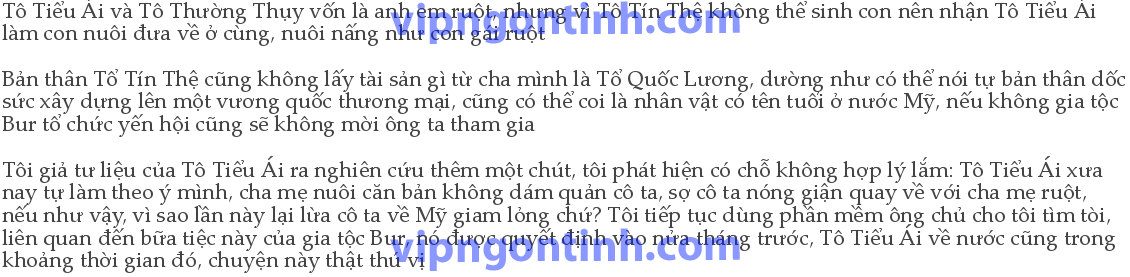 Tô Tiểu Ái và Tô Thường Thụy vốn là anh em ruột, nhưng vì Tô Tín Thệ không thể sinh con nên nhận Tô Tiểu Ái
làm con nuôi đưa về ở cùng, nuôi nấng như con gái ruột
vipngontinh.com
Bản thân Tổ Tín Thệ cũng không lấy tài sản gì từ cha mình là Tổ Quốc Lương, dường như có thể nói tự bản thân dốc
sức xây dựng lên một vương quốc thương mại, cũng có thể coi là nhân vật có tên tuổi ở nước Mỹ, nếu không gia tộc
Bur tổ chức yến hội cũng sẽ không mời ông ta tham gia
Tôi giả tư liệu của Tô Tiểu Ái ra nghiên cứu thêm một chút, tôi phát hiện có chỗ không hợp lý lắm: Tô Tiểu Ái xưa
nay tự làm theo ý mình, cha mẹ nuôi căn bản không dám quản cô ta, sợ cô ta nóng giận quay về với cha mẹ ruột,
nếu như vậy, vì sao lần này lại lừa cô ta về Mỹ giam lỏng chứ? Tôi tiếp tục dùng phần mềm ông chủ cho tôi tìm tòi,
liên quan đến bữa tiệc này của gia tộc Bur, nó được quyết định vào nửa tháng trước, Tô Tiểu Ái về nước cũng trong
khoảng thời gian đó, chuyện này thật thú vị
vipngontinh.com